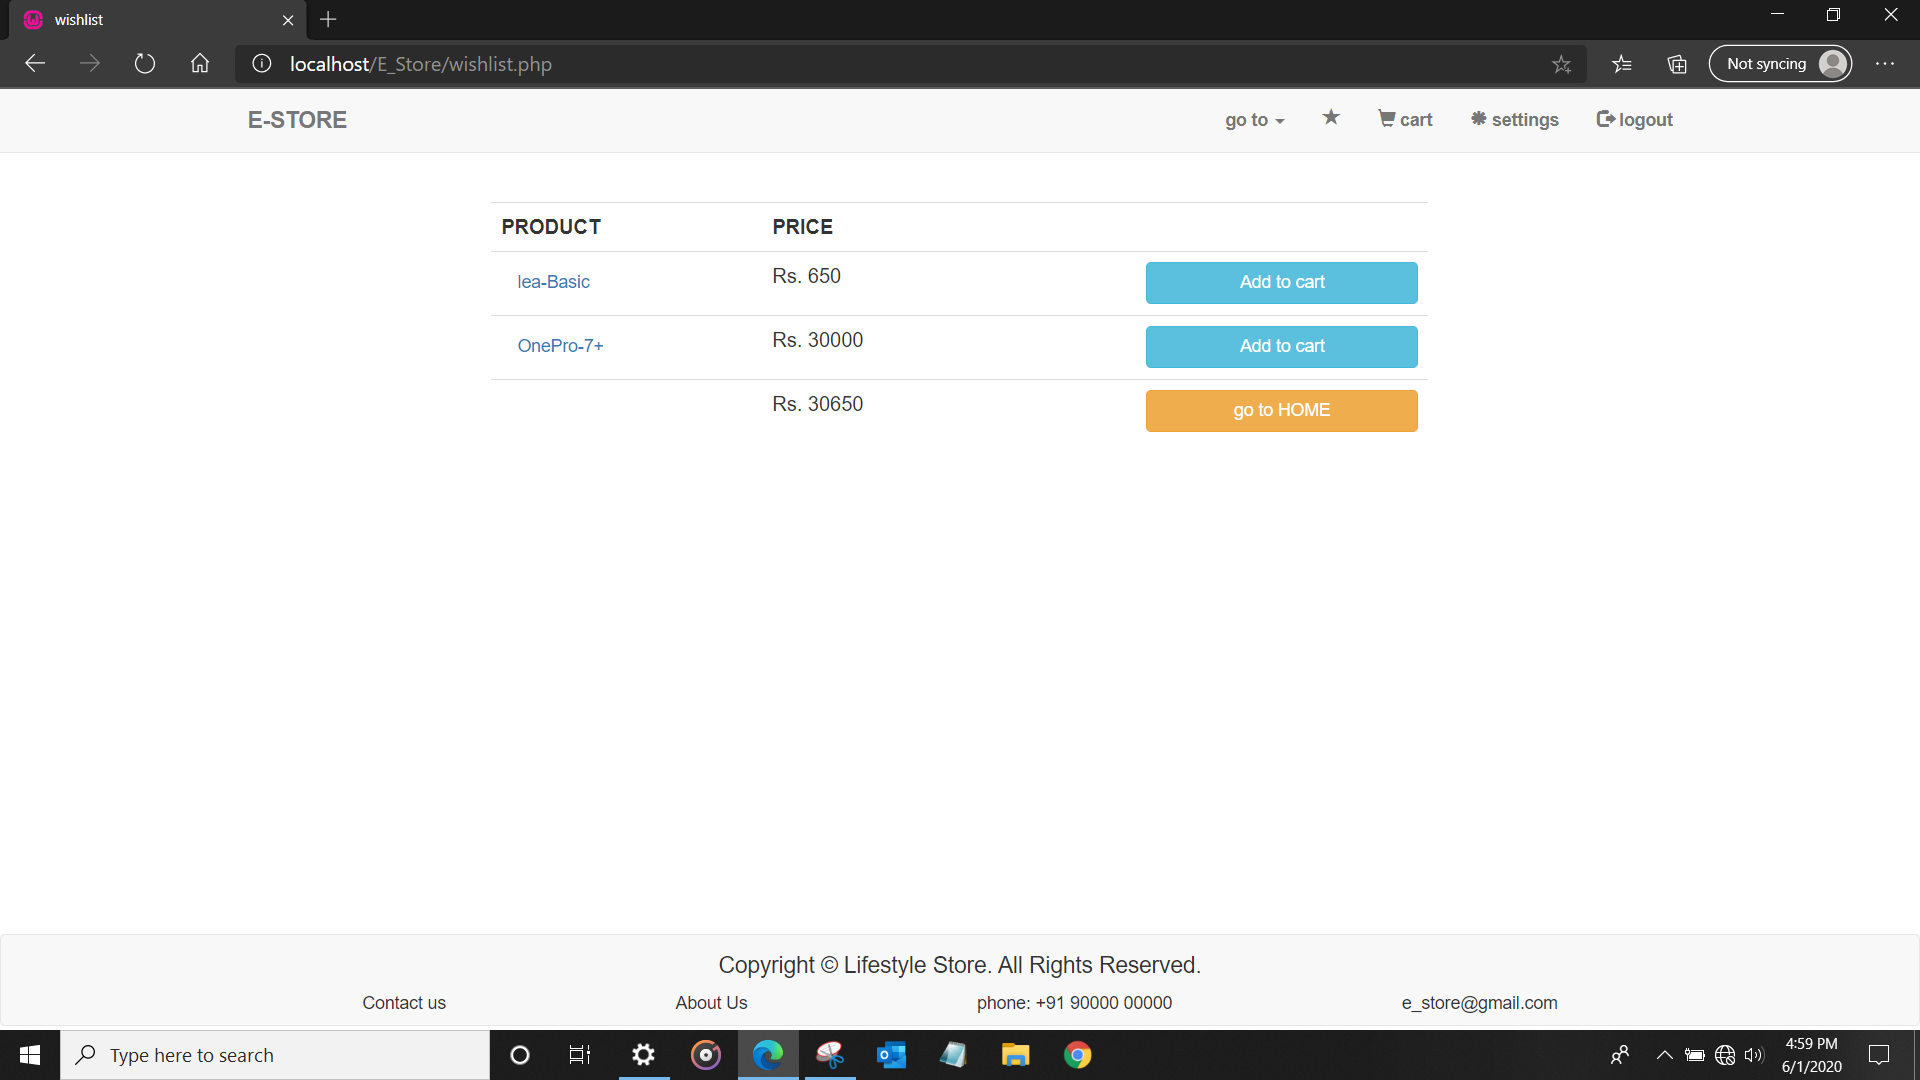 wishlist
localhost/E_Store/wishlist.php
Not syncing
E-STORE
go to
cart
settings
logout
PRODUCT PRICE
lea-Basic Rs. 650 Add to cart
OnePro-7+ Rs. 30000 Add to cart
Rs. 30650 go to HOME
Copyright © Lifestyle Store. All Rights Reserved.
Contact us About Us phone: +91 90000 00000 e_store@gmail.com
Type here to search
4:59 PM
6/1/2020